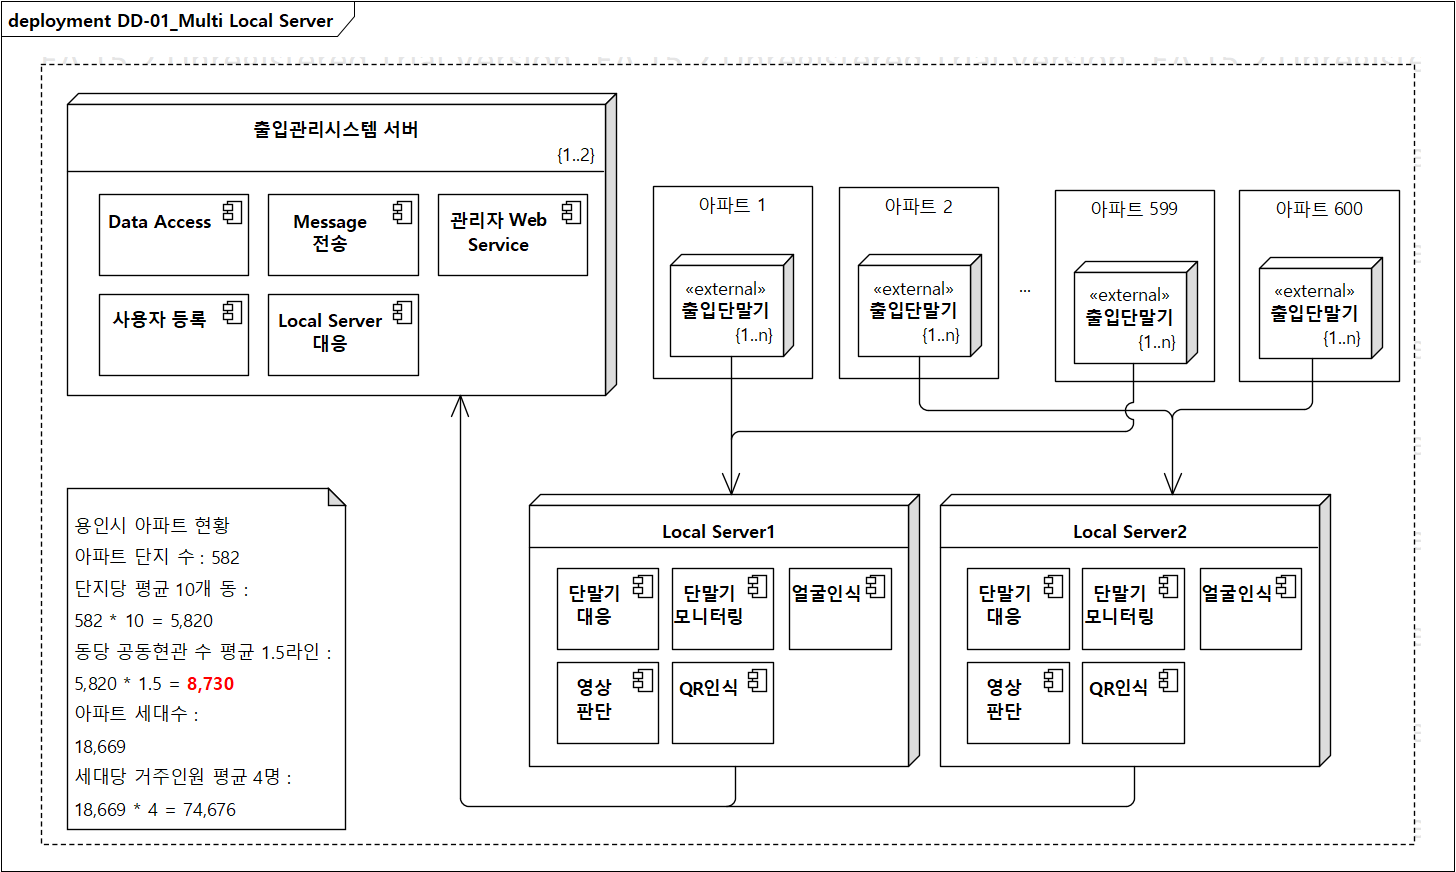 deployment DD-01_Multi Local Server
출입관리시스템 서버
{1..2}
Data Access
Message
전송
관리자 Web
Service
사용자 등록
Local Server
대응
아파트 1
«external»
출입단말기
{1..n}
아파트 2
«external»
출입단말기
{1..n}
...
아파트 599
«external»
출입단말기
{1..n}
아파트 600
«external»
출입단말기
{1..n}
용인시 아파트 현황
아파트 단지 수 : 582
단지당 평균 10개 동 :
582 * 10 = 5,820
동당 공동현관 수 평균 1.5라인 :
5,820 * 1.5 = 8,730
아파트 세대수 :
18,669
세대당 거주인원 평균 4명 :
18,669 * 4 = 74,676
Local Server1
단말기
대응
단말기
모니터링
얼굴인식
영상
판단
QR인식
Local Server2
단말기
대응
단말기
모니터링
얼굴인식
영상
판단
QR인식